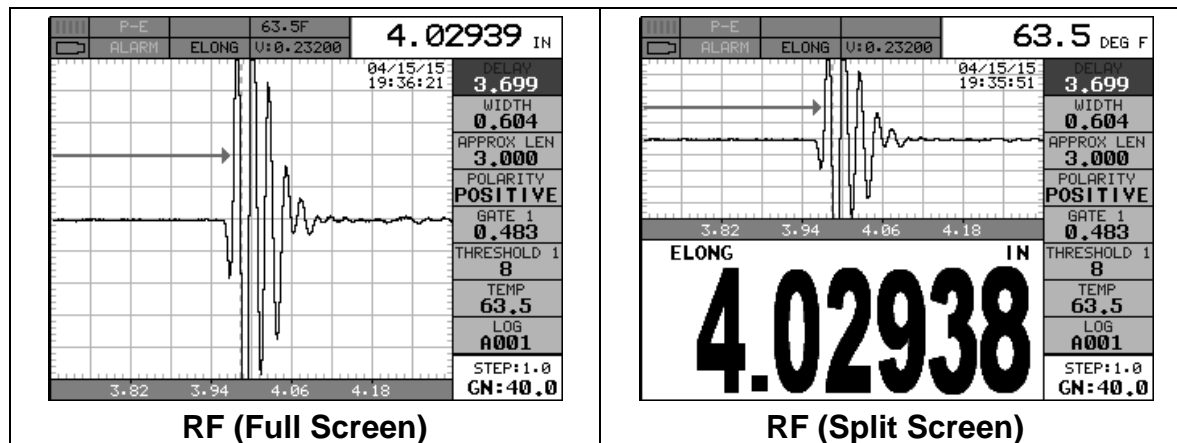 P-E
63.5F
4.02939 IN
ALARM
ELONG
V:0.23200
04/15/15
19:36:21
DELAY
3.699
WIDTH
0.604
APPROX LEN
3.000
POLARITY
POSITIVE
GATE 1
0.483
THRESHOLD 1
8
TEMP
63.5
LOG
A001
STEP:1.0
GN:40.0
3.82 3.94 4.06 4.18
RF (Full Screen)
P-E
63.5 DEG F
ALARM
ELONG
V:0.23200
04/15/15
19:35:51
DELAY
3.699
WIDTH
0.604
APPROX LEN
3.000
POLARITY
POSITIVE
GATE 1
0.483
THRESHOLD 1
8
TEMP
63.5
LOG
A001
STEP:1.0
GN:40.0
3.82 3.94 4.06 4.18
ELONG IN
4.02938
RF (Split Screen)